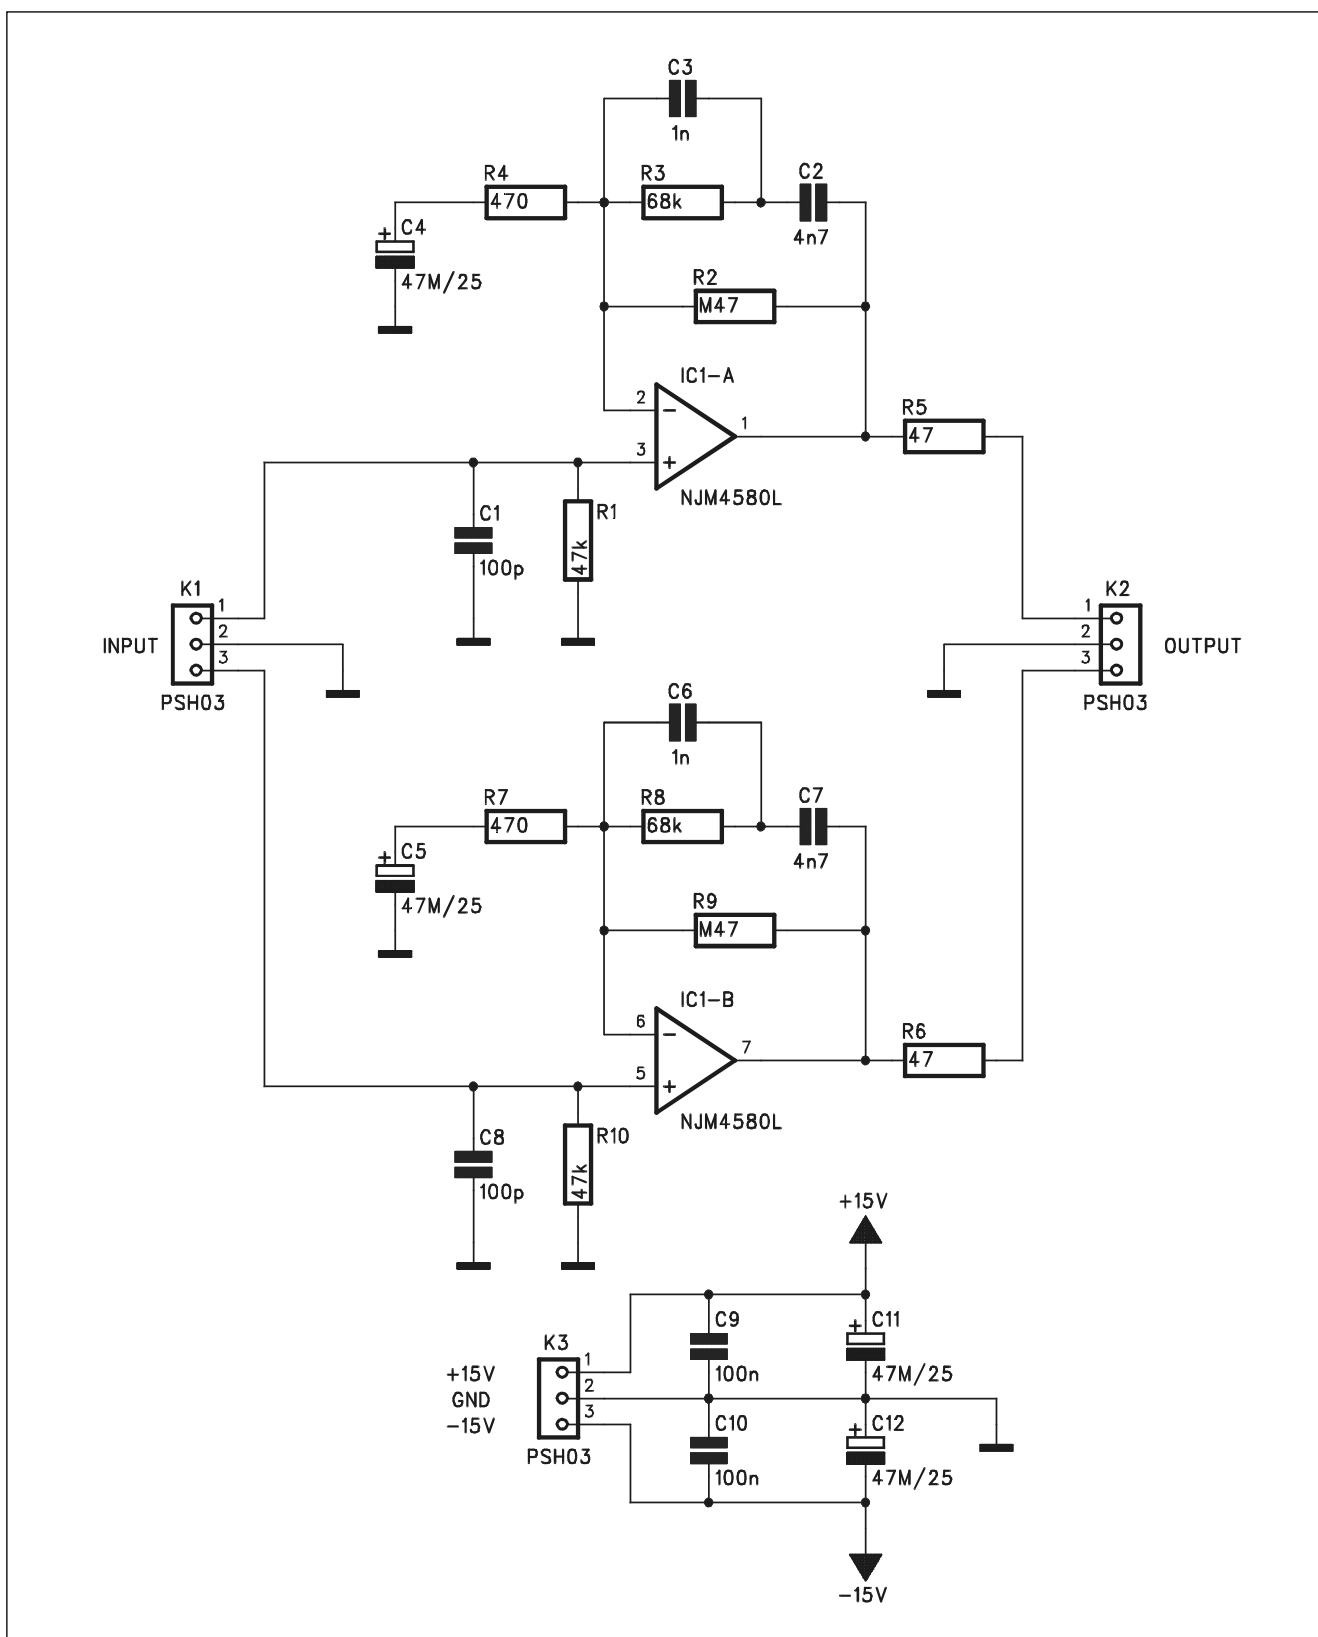 C3
1n
R4
470
R3
68k
C2
4n7
+
C4
47M/25
R2
M47
IC1-A
2
−
1
3
+
NJM4580L
R5
47
C1
100p
R1
47k
K1
1
2
3
INPUT
PSH03
K2
1
2
3
OUTPUT
PSH03
C6
1n
R7
470
R8
68k
C7
4n7
+
C5
47M/25
R9
M47
IC1-B
6
−
7
5
+
NJM4580L
R6
47
C8
100p
R10
47k
+15V
C9
100n
+
C11
47M/25
K3
1
2
3
+15V
GND
-15V
PSH03
C10
100n
+
C12
47M/25
-15V